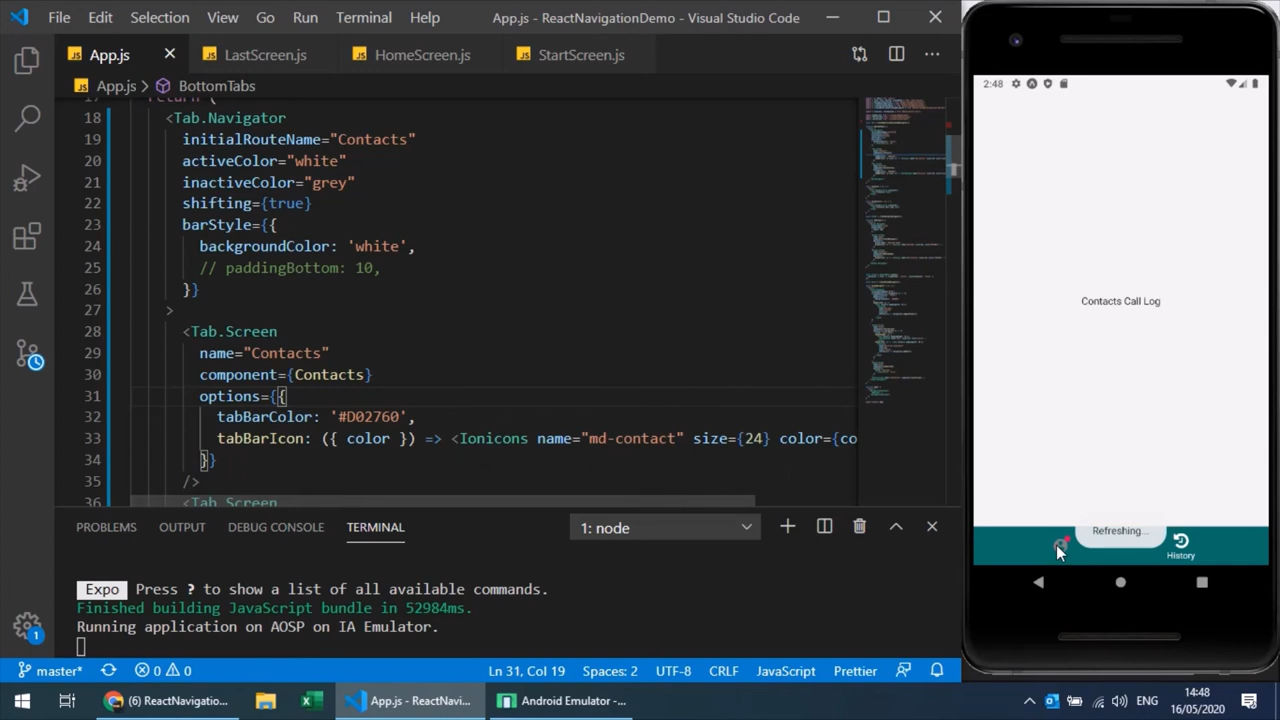 File Edit Selection View Go Run Terminal Help App.js - ReactNavigationDemo - Visual Studio Code
App.js LastScreen.js HomeScreen.js StartScreen.js
App.js > BottomTabs
17 return (
18 <Tab.Navigator
19 initialRouteName="Contacts"
20 activeColor="white"
21 inactiveColor="grey"
22 shifting={true}
23 barStyle={{
24 backgroundColor: 'white',
25 // paddingBottom: 10,
26 }}
27 >
28 <Tab.Screen
29 name="Contacts"
30 component={Contacts}
31 options={{
32 tabBarColor: '#D02760',
33 tabBarIcon: ({ color }) => <Ionicons name="md-contact" size={24} color={co
34 }}
35 />
36 <Tab.Screen
PROBLEMS OUTPUT DEBUG CONSOLE TERMINAL 1: node
Expo Press ? to show a list of all available commands.
Finished building JavaScript bundle in 52984ms.
Running application on AOSP on IA Emulator.
1
master* 0 0 Ln 31, Col 19 Spaces: 2 UTF-8 CRLF JavaScript Prettier
(6) ReactNavigatio... App.js - ReactNavi... Android Emulator -... ENG 14:48
16/05/2020
2:48
Contacts Call Log
Refreshing...
History